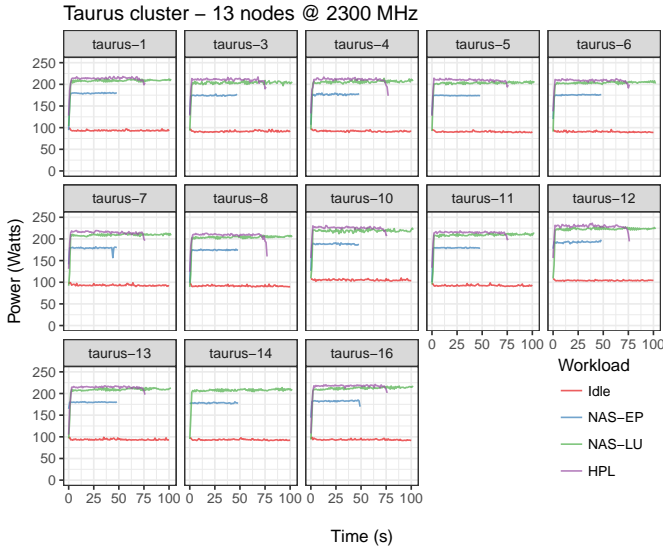 Taurus cluster − 13 nodes @ 2300 MHz
taurus−1 taurus−3 taurus−4 taurus−5 taurus−6
250
200
150
100
50
0
taurus−7 taurus−8 taurus−10 taurus−11 taurus−12
250
200
150
100
50
0
Power (Watts)
0 25 50 75 100 0 25 50 75 100
taurus−13 taurus−14 taurus−16
250
200
150
100
50
0
0 25 50 75 100 0 25 50 75 100 0 25 50 75 100
Time (s)
Workload
Idle
NAS−EP
NAS−LU
HPL